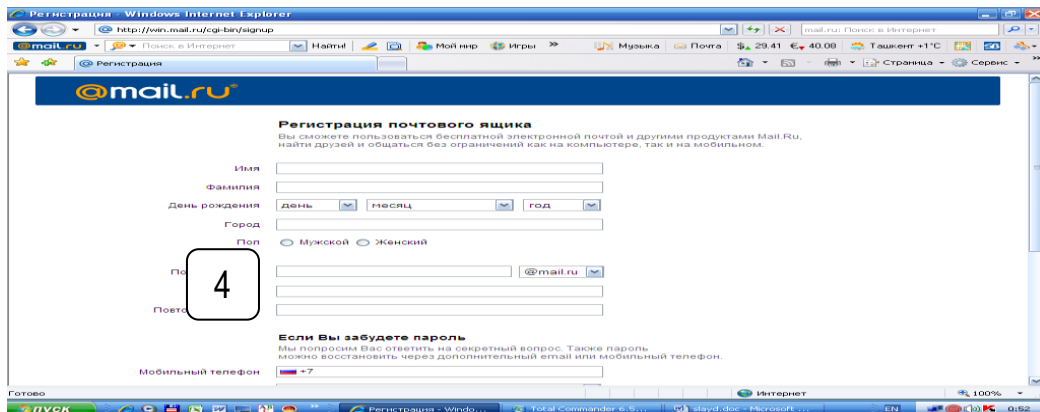 Регистрация - Windows Internet Explorer
http://win.mail.ru/cgi-bin/signup
mail.ru: Поиск в Интернет
@mail.ru Поиск в Интернет Найти! Мой мир Игры » Музыка Почта $ 29.41 € 40.08 Ташкент +1°C
Регистрация Страница Сервис »
@mail.ru
Регистрация почтового ящика
Вы сможете пользоваться бесплатной электронной почтой и другими продуктами Mail.Ru,
найти друзей и общаться без ограничений как на компьютере, так и на мобильном.
Имя
Фамилия
День рождения день месяц год
Город
Пол Мужской Женский
@mail.ru
4
Если Вы забудете пароль
Мы попросим Вас ответить на секретный вопрос. Также пароль
можно восстановить через дополнительный email или мобильный телефон.
Мобильный телефон +7
Готово Интернет 100%
пуск Регистрация - Windo... Total Commander 6.5... slayd.doc - Microsoft ... EN 0:52